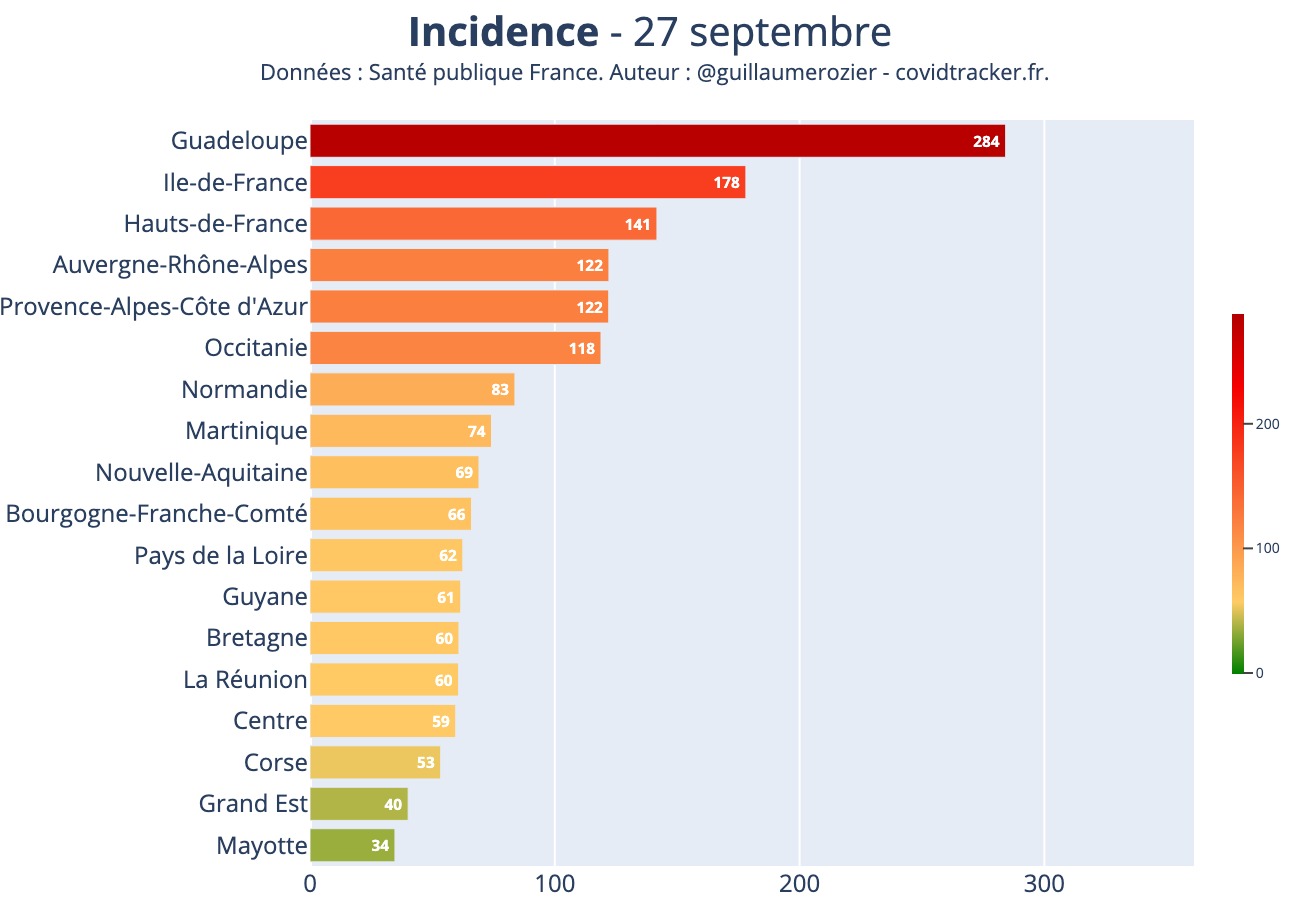 Incidence - 27 septembre
Données : Santé publique France. Auteur : @guillaumerozier - covidtracker.fr.
Guadeloupe 284
Ile-de-France 178
Hauts-de-France 141
Auvergne-Rhône-Alpes 122
Provence-Alpes-Côte d'Azur 122
Occitanie 118
Normandie 83
Martinique 74
Nouvelle-Aquitaine 69
Bourgogne-Franche-Comté 66
Pays de la Loire 62
Guyane 61
Bretagne 60
La Réunion 60
Centre 59
Corse 53
Grand Est 40
Mayotte 34
0 100 200 300
200
100
0